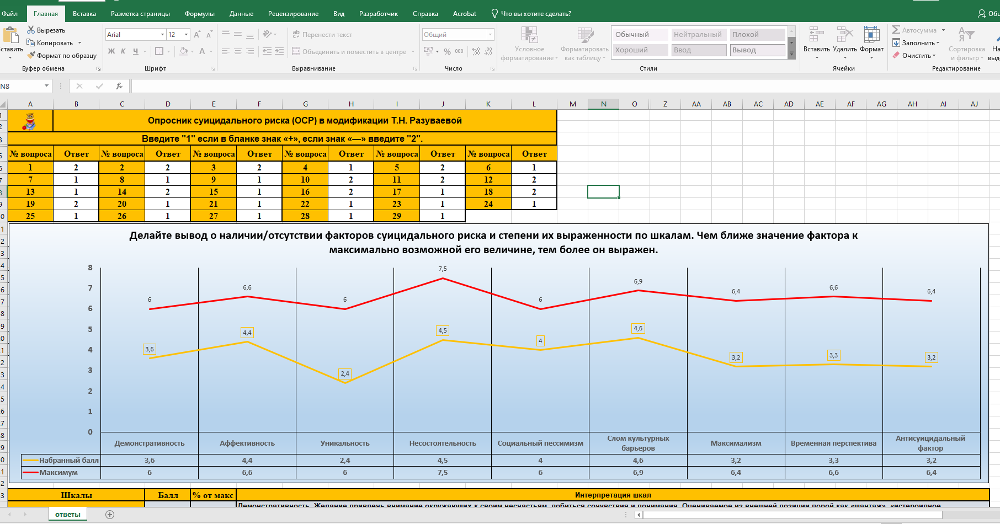 Файл Главная Вставка Разметка страницы Формулы Данные Рецензирование Вид Разработчик Справка Acrobat Что вы хотите сделать?
Вырезать
Копировать
Формат по образцу
Буфер обмена
Arial 12
Ж К Ч
Шрифт
Перенести текст
Объединить и поместить в центре
Выравнивание
Общий
% 000
Число
Условное форматирование
Форматировать как таблицу
Обычный Нейтральный Плохой
Хороший Ввод Вывод
Стили
Вставить Удалить Формат
Ячейки
Автосумма
Заполнить
Очистить
Сортировка и фильтр
Редактирование
N8 fx
A B C D E F G H I J K L M N O Z AA AB AC AD AE AF AG AH AI AJ
Опросник суицидального риска (ОСР) в модификации Т.Н. Разуваевой
Введите "1" если в бланке знак «+», если знак «—» введите "2".
№ вопроса Ответ № вопроса Ответ № вопроса Ответ № вопроса Ответ № вопроса Ответ № вопроса Ответ
1 2 2 2 3 2 4 1 5 2 6 1
7 1 8 1 9 1 10 2 11 2 12 2
13 1 14 2 15 1 16 2 17 1 18 2
19 2 20 1 21 1 22 1 23 1 24 1
25 1 26 1 27 1 28 1 29 1
Делайте вывод о наличии/отсутствии факторов суицидального риска и степени их выраженности по шкалам. Чем ближе значение фактора к
максимально возможной его величине, тем более он выражен.
8
7
6
5
4
3
2
1
0
6 6,6 6 7,5 6 6,9 6,4 6,6 6,4
3,6 4,4 2,4 4,5 4 4,6 3,2 3,3 3,2
Демонстративность Аффективность Уникальность Несостоятельность Социальный пессимизм Слом культурных барьеров Максимализм Временная перспектива Антисуицидальный фактор
Набранный балл 3,6 4,4 2,4 4,5 4 4,6 3,2 3,3 3,2
Максимум 6 6,6 6 7,5 6 6,9 6,4 6,6 6,4
Шкалы Балл % от макс Интерпретация шкал
Демонстративность. Желание привлечь внимание окружающих к своим несчастьям, добиться сочувствия и понимания. Оцениваемое из внешней позиции порой как «шантаж», «истероидное
ответы